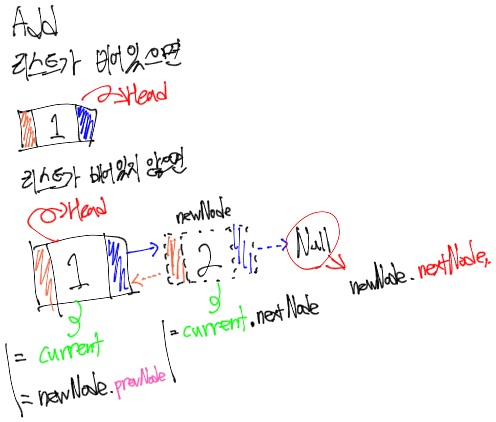 Add
리스트가 비어있으면
Head
1
리스트가 비어있지 않으면
Head
newNode
1
2
Null
newNode.nextNode;
= current
= current.nextNode
= newNode.prevNode